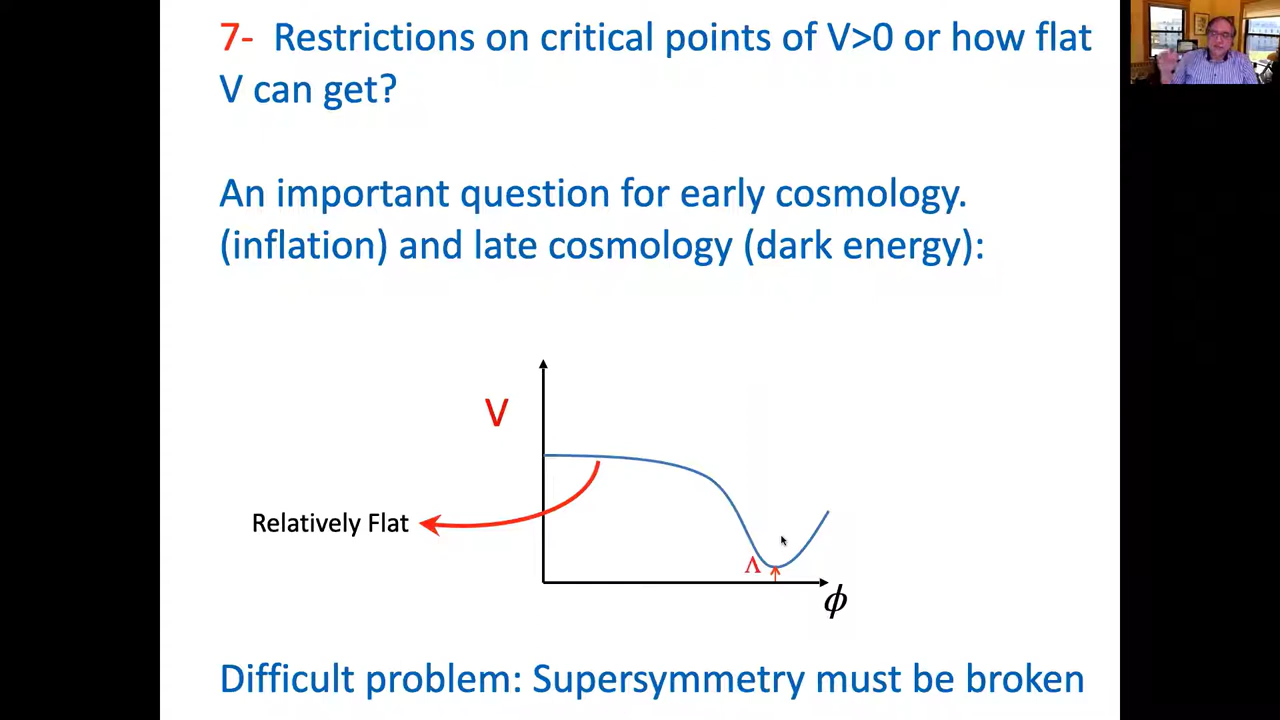 7- Restrictions on critical points of V>0 or how flat
V can get?
An important question for early cosmology.
(inflation) and late cosmology (dark energy):
V
Relatively Flat
Λ
ϕ
Difficult problem: Supersymmetry must be broken